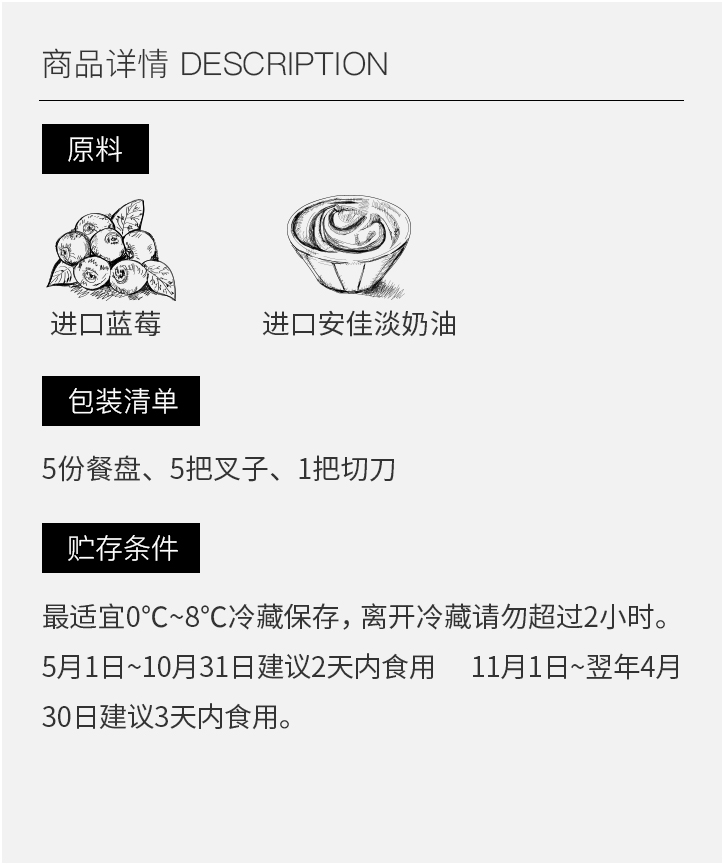 商品详情 DESCRIPTION
原料
进口蓝莓 进口安佳淡奶油
包装清单
5份餐盘、5把叉子、1把切刀
贮存条件
最适宜0℃~8℃冷藏保存，离开冷藏请勿超过2小时。
5月1日~10月31日建议2天内食用 11月1日~翌年4月
30日建议3天内食用。